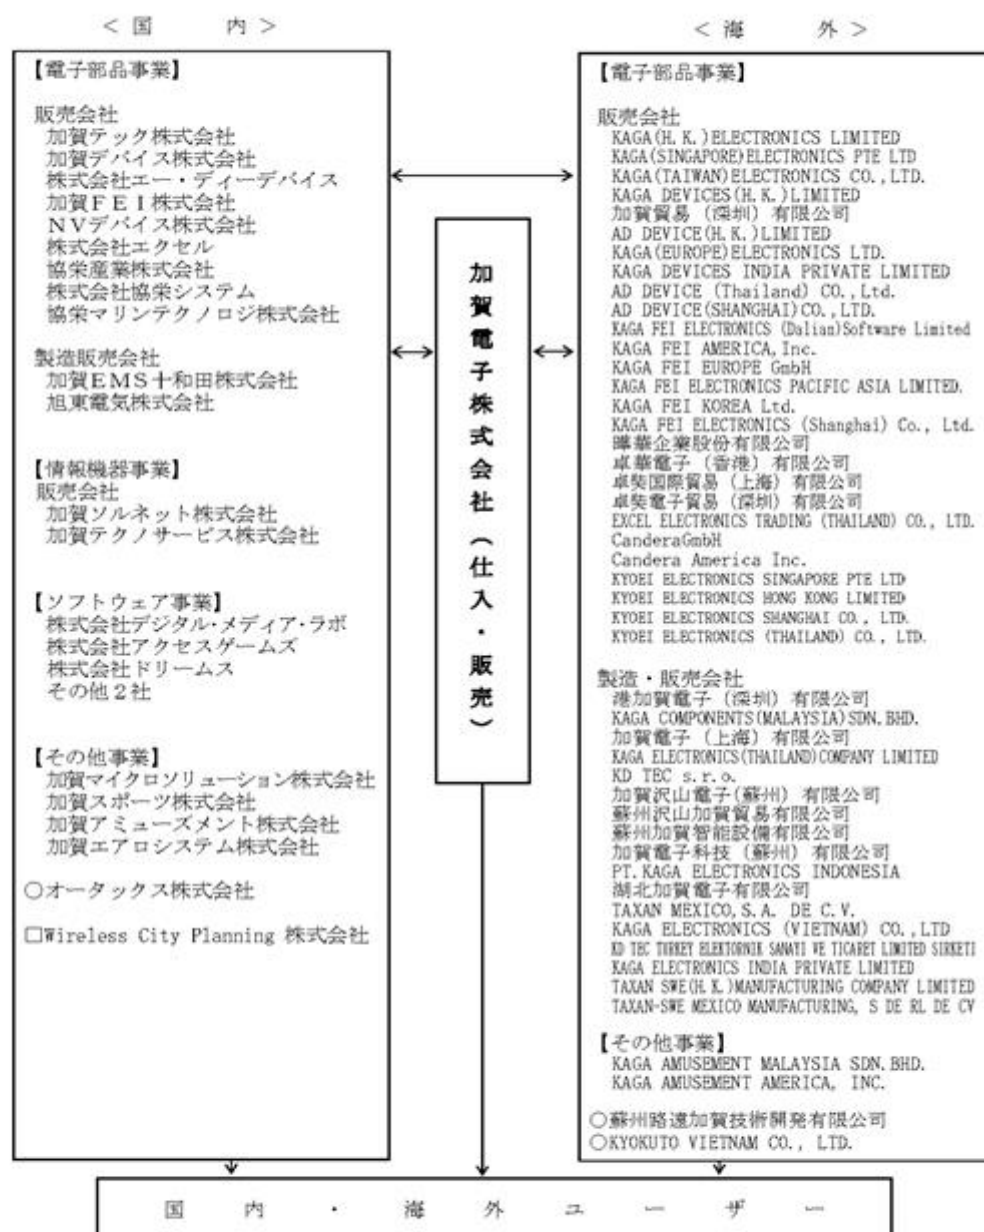 ＜国　　内＞
【電子部品事業】
販売会社
加賀テック株式会社
加賀デバイス株式会社
株式会社エー・ディーデバイス
加賀ＦＥＩ株式会社
ＮＶデバイス株式会社
株式会社エクセル
協栄産業株式会社
株式会社協栄システム
協栄マリンテクノロジ株式会社
製造販売会社
加賀ＥＭＳ十和田株式会社
旭東電気株式会社
【情報機器事業】
販売会社
加賀ソルネット株式会社
加賀テクノサービス株式会社
【ソフトウェア事業】
株式会社デジタル・メディア・ラボ
株式会社アクセスゲームズ
株式会社ドリームス
その他２社
【その他事業】
加賀マイクロソリューション株式会社
加賀スポーツ株式会社
加賀アミューズメント株式会社
加賀エアロシステム株式会社
○オータックス株式会社
□Wireless City Planning 株式会社
加賀電子株式会社（仕入・販売）
＜海　　外＞
【電子部品事業】
販売会社
KAGA(H.K.)ELECTRONICS LIMITED
KAGA(SINGAPORE)ELECTRONICS PTE LTD
KAGA(TAIWAN)ELECTRONICS CO.,LTD.
KAGA DEVICES(H.K.)LIMITED
加賀貿易（深圳）有限公司
AD DEVICE(H.K.)LIMITED
KAGA(EUROPE)ELECTRONICS LTD.
KAGA DEVICES INDIA PRIVATE LIMITED
AD DEVICE (Thailand) CO.,Ltd.
AD DEVICE(SHANGHAI)CO.,LTD.
KAGA FEI ELECTRONICS (Dalian)Software Limited
KAGA FEI AMERICA,Inc.
KAGA FEI EUROPE GmbH
KAGA FEI ELECTRONICS PACIFIC ASIA LIMITED.
KAGA FEI KOREA Ltd.
KAGA FEI ELECTRONICS (Shanghai) Co., Ltd.
曄華企業股份有限公司
卓華電子（香港）有限公司
卓奘国際貿易（上海）有限公司
卓奘電子貿易（深圳）有限公司
EXCEL ELECTRONICS TRADING (THAILAND) CO., LTD.
CanderaGmbH
Candera America Inc.
KYOEI ELECTRONICS SINGAPORE PTE LTD
KYOEI ELECTRONICS HONG KONG LIMITED
KYOEI ELECTRONICS SHANGHAI CO., LTD.
KYOEI ELECTRONICS (THAILAND) CO., LTD.
製造・販売会社
港加賀電子（深圳）有限公司
KAGA COMPONENTS(MALAYSIA)SDN.BHD.
加賀電子（上海）有限公司
KAGA ELECTRONICS(THAILAND)COMPANY LIMITED
KD TEC s.r.o.
加賀沢山電子(蘇州）有限公司
蘇州沢山加賀貿易有限公司
蘇州加賀智能設備有限公司
加賀電子科技（蘇州）有限公司
PT.KAGA ELECTRONICS INDONESIA
湖北加賀電子有限公司
TAXAN MEXICO,S.A. DE C.V.
KAGA ELECTRONICS (VIETNAM) CO.,LTD
KD TEC TURKEY ELEKTORNIK SANAYI VE TICARET LIMITED SIRKETI
KAGA ELECTRONICS INDIA PRIVATE LIMITED
TAXAN SWE(H.K.)MANUFACTURING COMPANY LIMITED
TAXAN-SWE MEXICO MANUFACTURING, S DE RL DE CV
【その他事業】
KAGA AMUSEMENT MALAYSIA SDN.BHD.
KAGA AMUSEMENT AMERICA, INC.
○蘇州路遠加賀技術開発有限公司
○KYOKUTO VIETNAM CO., LTD.
国　内　・　海　外　ユ　ー　ザ　ー